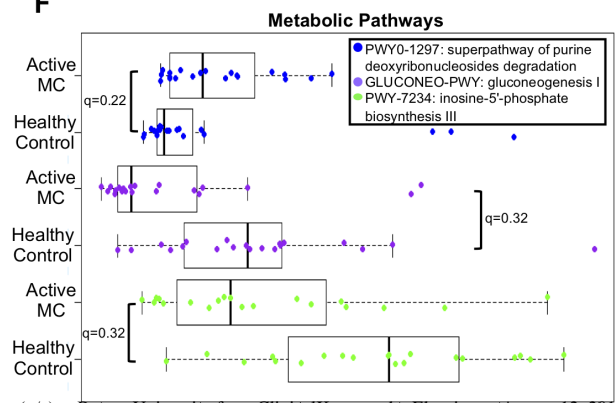 F
Metabolic Pathways
PWY0-1297: superpathway of purine
deoxyribonucleosides degradation
GLUCONEO-PWY: gluconeogenesis I
PWY-7234: inosine-5'-phosphate
biosynthesis III
Active
MC
q=0.22
Healthy
Control
Active
MC
q=0.32
Healthy
Control
Active
MC
q=0.32
Healthy
Control